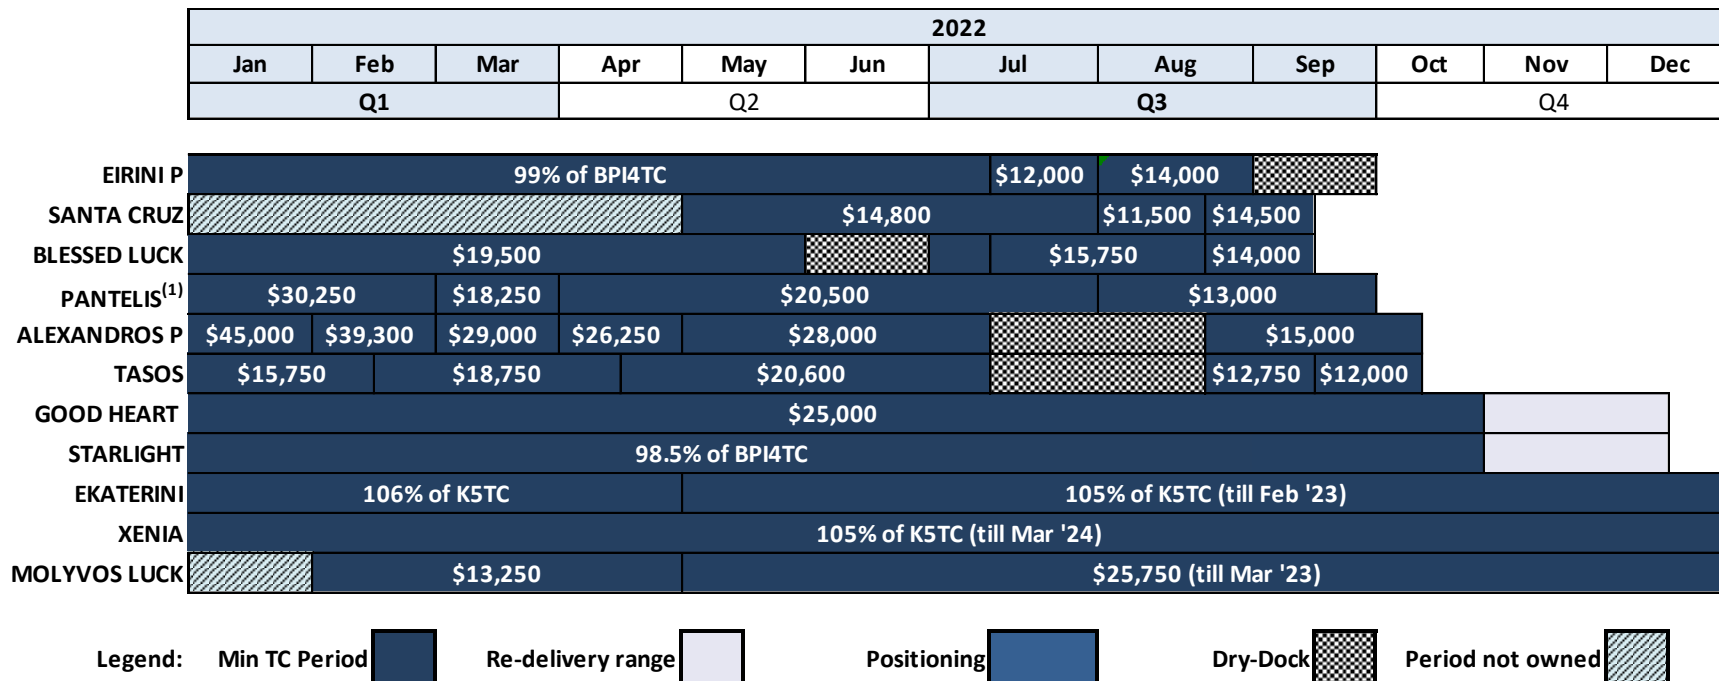 2022
Jan Feb Mar Apr May Jun Jul Aug Sep Oct Nov Dec
Q1 Q2 Q3 Q4
EIRINI P 99% of BPI4TC $12,000 $14,000
SANTA CRUZ $14,800 $11,500 $14,500
BLESSED LUCK $19,500 $15,750 $14,000
PANTELIS(1) $30,250 $18,250 $20,500 $13,000
ALEXANDROS P $45,000 $39,300 $29,000 $26,250 $28,000 $15,000
TASOS $15,750 $18,750 $20,600 $12,750 $12,000
GOOD HEART $25,000
STARLIGHT 98.5% of BPI4TC
EKATERINI 106% of K5TC 105% of K5TC (till Feb '23)
XENIA 105% of K5TC (till Mar '24)
MOLYVOS LUCK $13,250 $25,750 (till Mar '23)
Legend: Min TC Period Re-delivery range Positioning Dry-Dock Period not owned